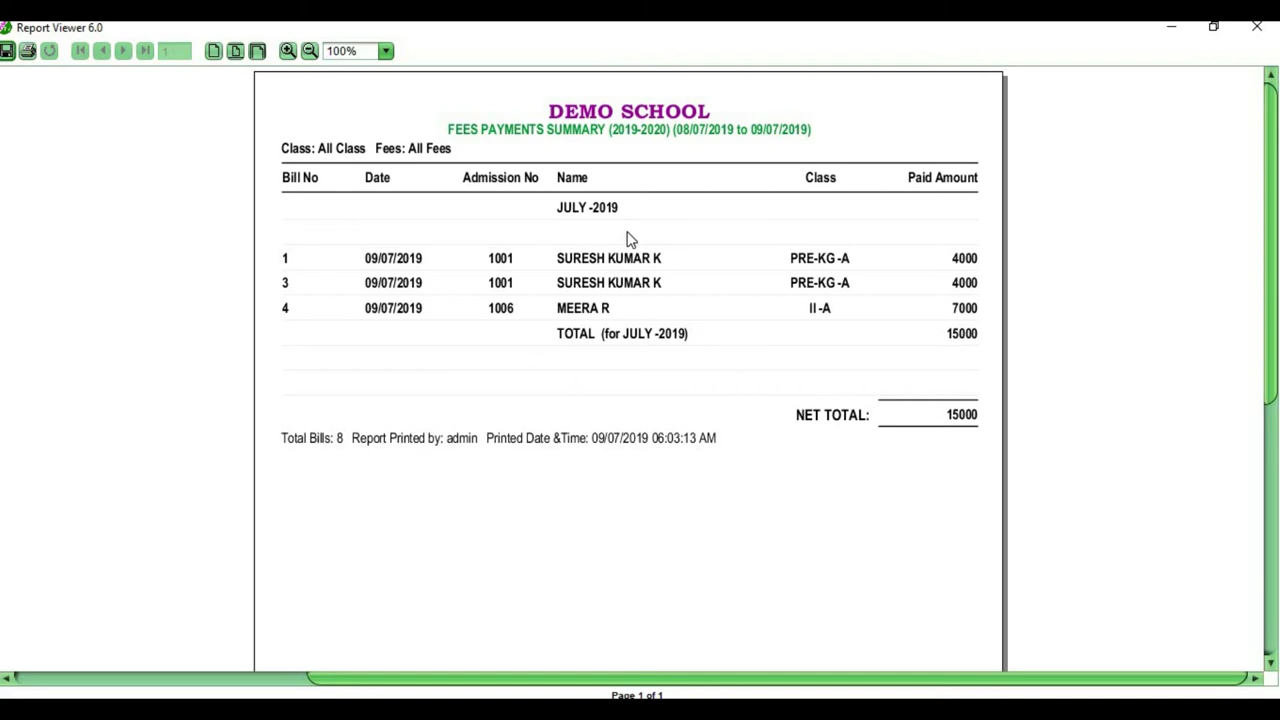 Report Viewer 6.0
1 100%
DEMO SCHOOL
FEES PAYMENTS SUMMARY (2019-2020) (08/07/2019 to 09/07/2019)
Class: All Class Fees: All Fees
Bill No Date Admission No Name Class Paid Amount
JULY -2019
1 09/07/2019 1001 SURESH KUMAR K PRE-KG -A 4000
3 09/07/2019 1001 SURESH KUMAR K PRE-KG -A 4000
4 09/07/2019 1006 MEERA R II -A 7000
TOTAL (for JULY -2019) 15000
NET TOTAL: 15000
Total Bills: 8 Report Printed by: admin Printed Date &Time: 09/07/2019 06:03:13 AM
Page 1 of 1